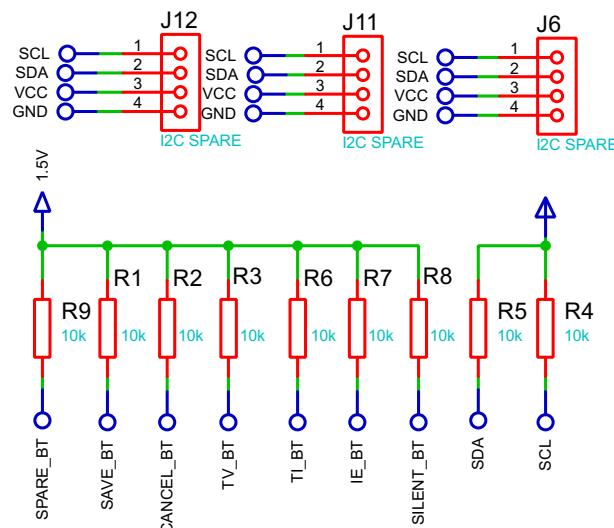 J12
J11
J6
SCL 1
SDA 2
VCC 3
GND 4
I2C SPARE
SCL 1
SDA 2
VCC 3
GND 4
I2C SPARE
SCL 1
SDA 2
VCC 3
GND 4
I2C SPARE
1.5V
R9
10k
R1
10k
R2
10k
R3
10k
R6
10k
R7
10k
R8
10k
R5
10k
R4
10k
SPARE_BT
SAVE_BT
CANCEL_BT
TV_BT
TI_BT
IE_BT
SILENT_BT
SDA
SCL